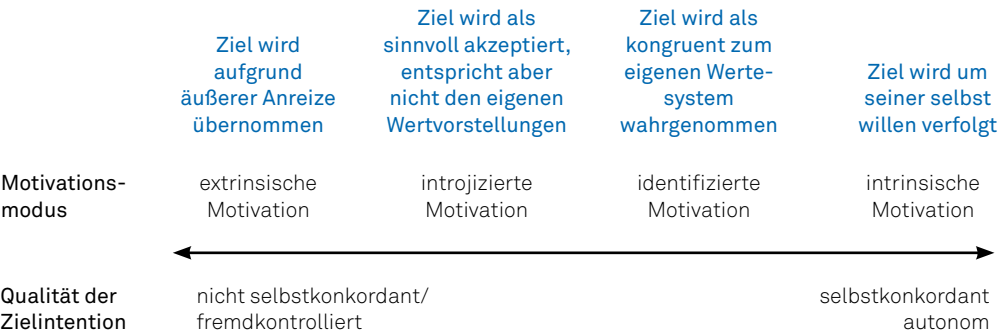 Ziel wird
aufgrund
äußerer Anreize
übernommen
Ziel wird als
sinnvoll akzeptiert,
entspricht aber
nicht den eigenen
Wertvorstellungen
Ziel wird als
kongruent zum
eigenen Werte-
system
wahrgenommen
Ziel wird um
seiner selbst
willen verfolgt
Motivations-
modus
extrinsische
Motivation
introjizierte
Motivation
identifizierte
Motivation
intrinsische
Motivation
Qualität der
Zielintention
nicht selbstkonkordant/
fremdkontrolliert
selbstkonkordant
autonom